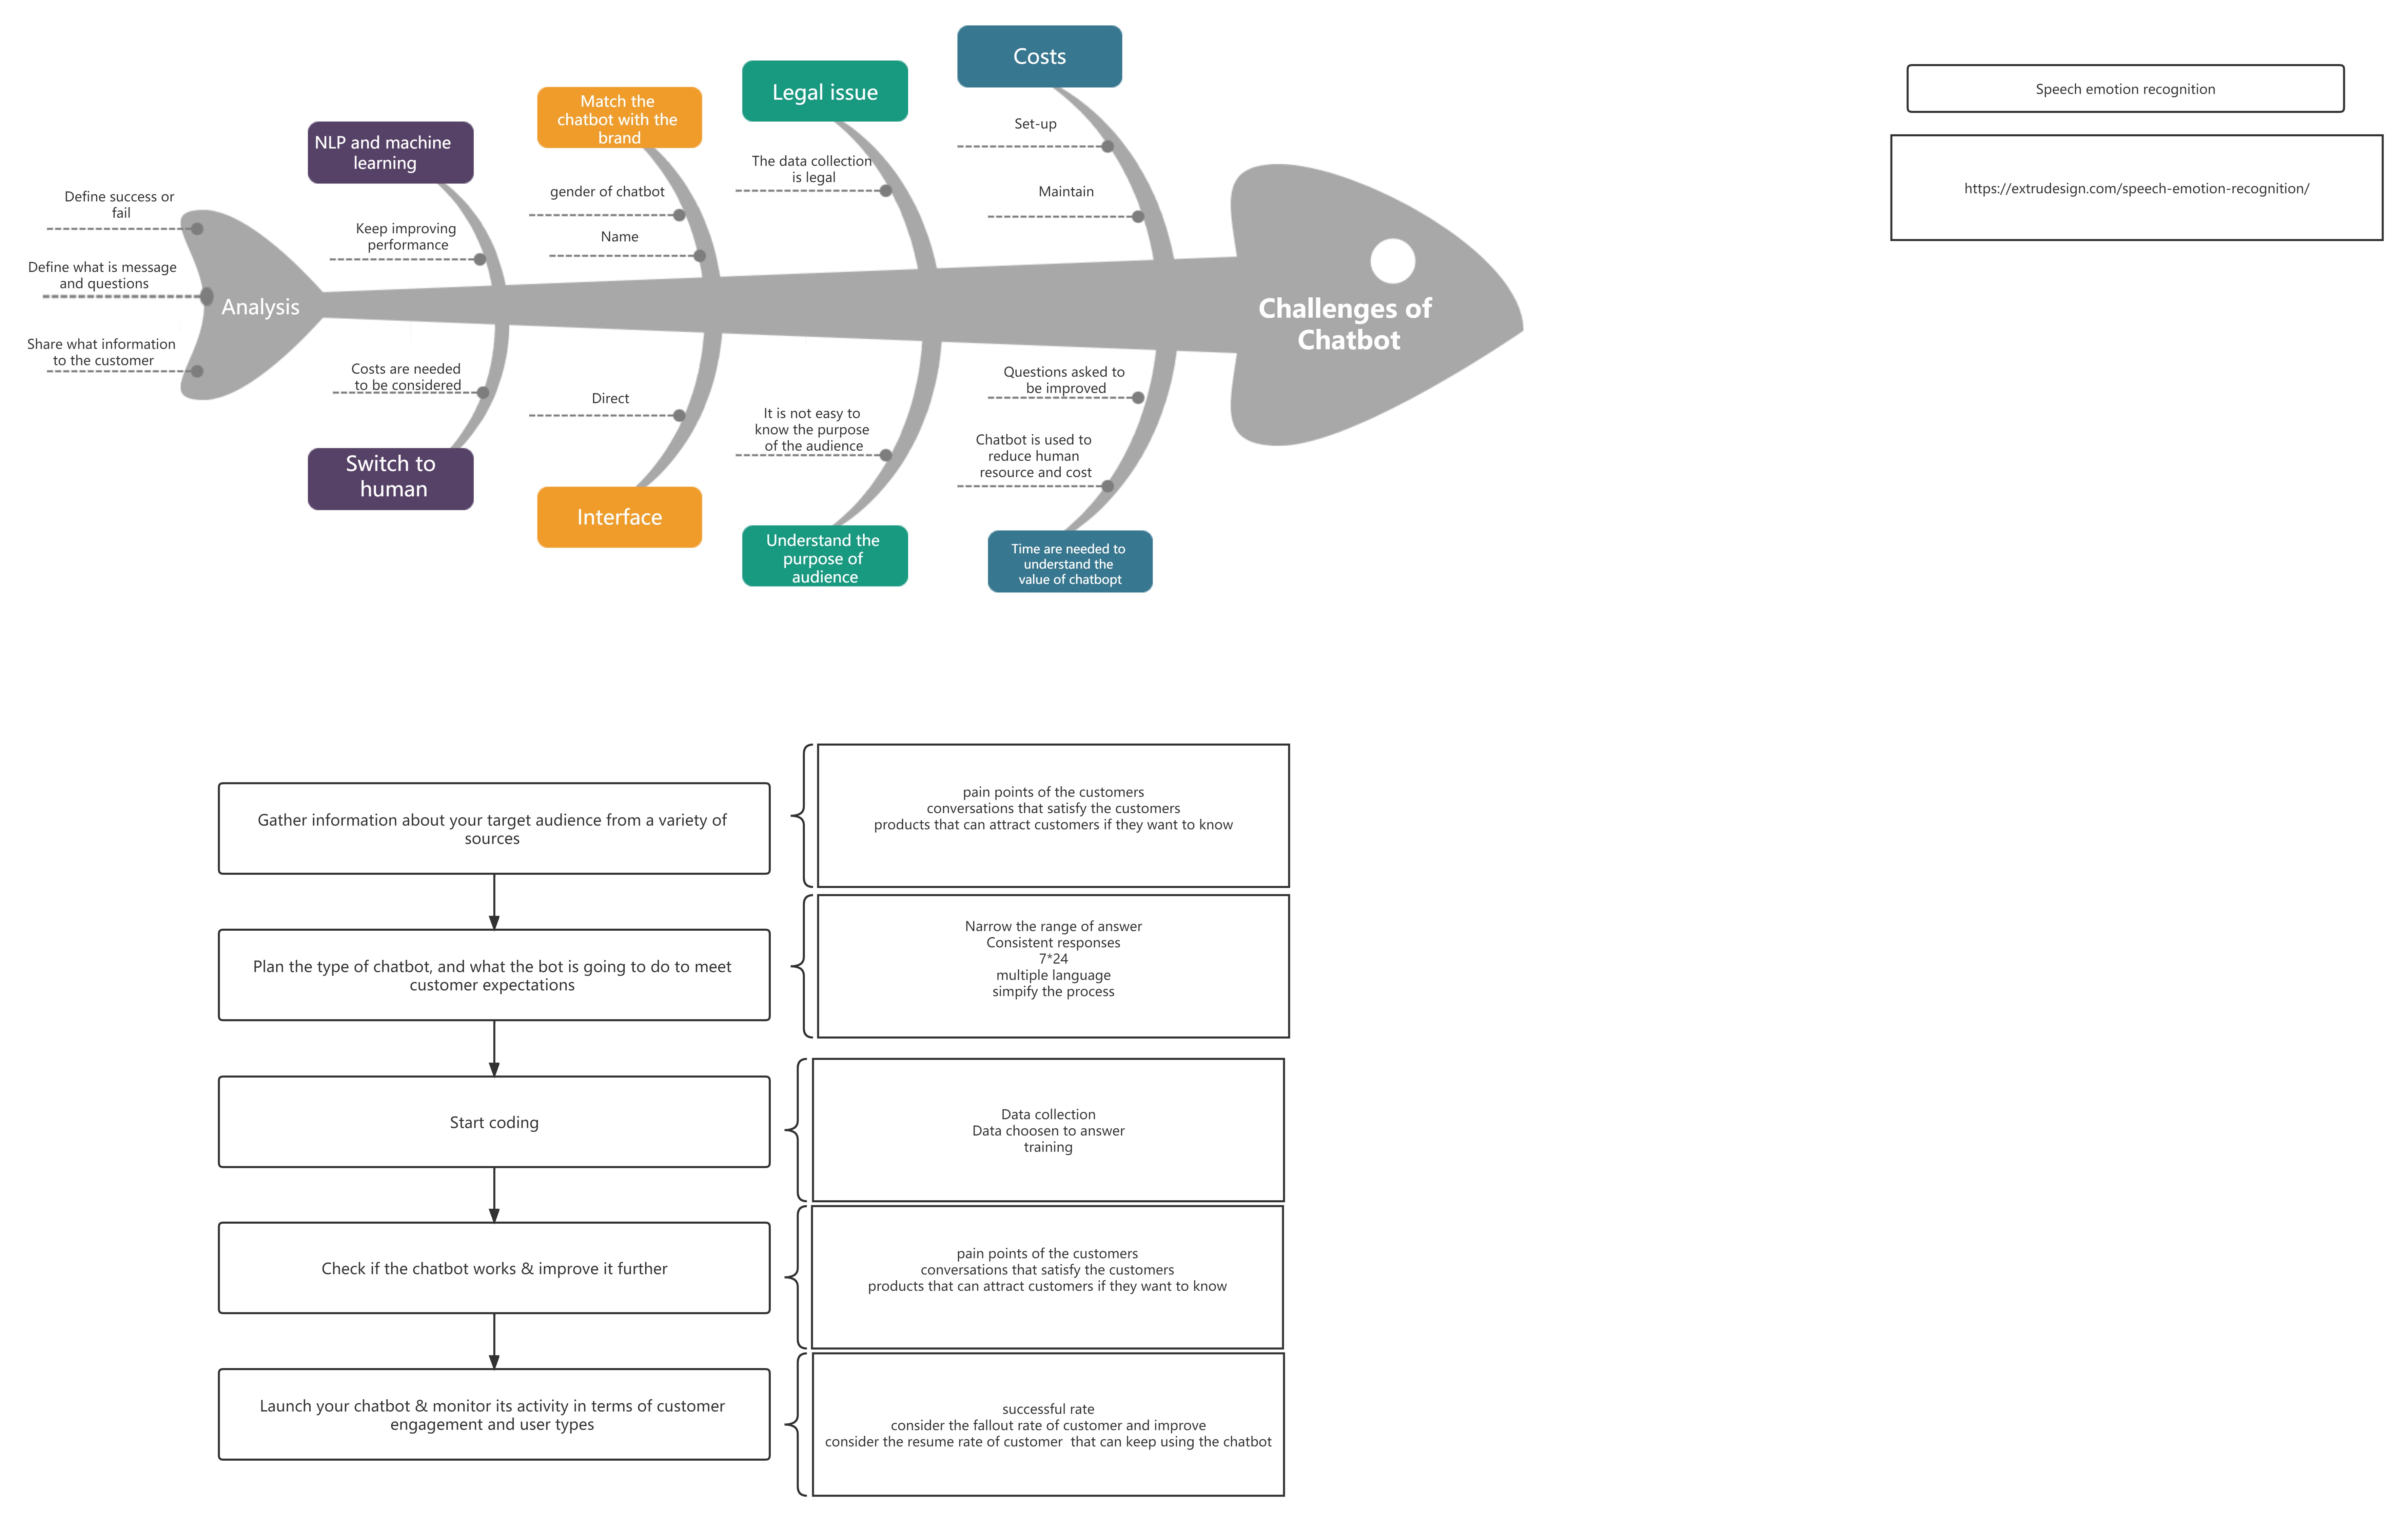 Costs
Set-up
Maintain
Legal issue
The data collection
is legal
Match the
chatbot with the
brand
gender of chatbot
Name
NLP and machine
learning
Keep improving
performance
Define success or
fail
Define what is message
and questions
Share what information
to the customer
Analysis
Challenges of
Chatbot
Costs are needed
to be considered
Switch to
human
Direct
Interface
It is not easy to
know the purpose
of the audience
Understand the
purpose of
audience
Questions asked to
be improved
Chatbot is used to
reduce human
resource and cost
Time are needed to
understand the
value of chatbopt
Speech emotion recognition
https://extrudesign.com/speech-emotion-recognition/
Gather information about your target audience from a variety of
sources
pain points of the customers
conversations that satisfy the customers
products that can attract customers if they want to know
Plan the type of chatbot, and what the bot is going to do to meet
customer expectations
Narrow the range of answer
Consistent responses
7*24
multiple language
simpify the process
Start coding
Data collection
Data choosen to answer
training
Check if the chatbot works & improve it further
pain points of the customers
conversations that satisfy the customers
products that can attract customers if they want to know
Launch your chatbot & monitor its activity in terms of customer
engagement and user types
successful rate
consider the fallout rate of customer and improve
consider the resume rate of customer  that can keep using the chatbot